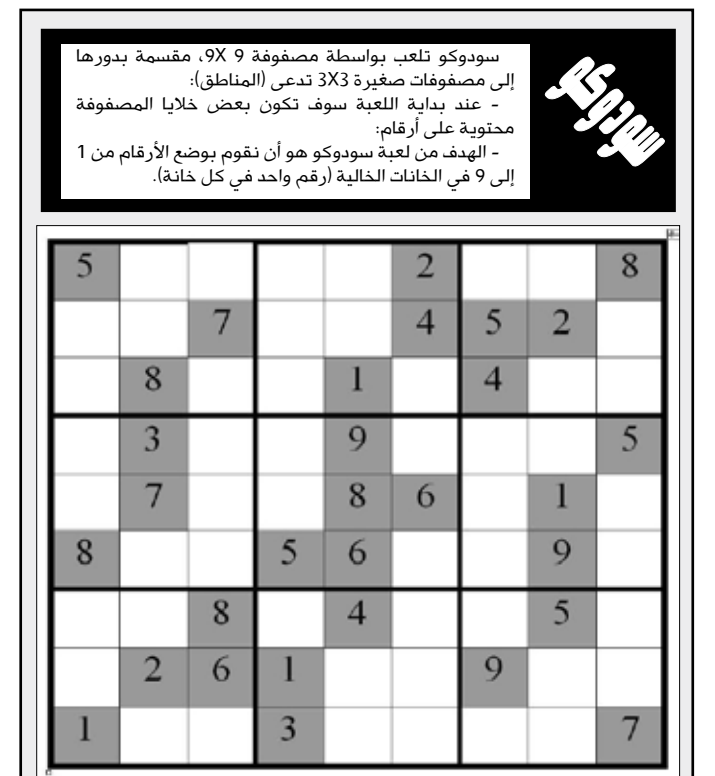 سودوكو
سودوكو تلعب بواسطة مصفوفة 9 9X، مقسمة بدورها
إلى مصفوفات صغيرة 3X3 تدعى (المناطق):
- عند بداية اللعبة سوف تكون بعض خلايا المصفوفة
محتوية على أرقام:
- الهدف من لعبة سودوكو هو أن نقوم بوضع الأرقام من 1
إلى 9 في الخانات الخالية (رقم واحد في كل خانة).
5 2 8
7 4 5 2
8 1 4
3 9 5
7 8 6 1
8 5 6 9
8 4 5
2 6 1 9
1 3 7